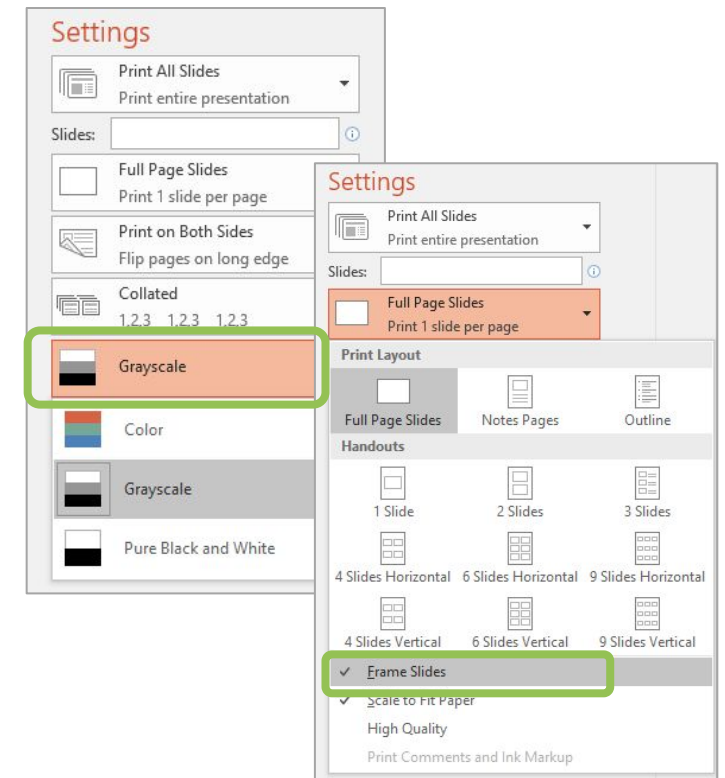 Settings
Print All Slides
Print entire presentation
Slides:
Full Page Slides
Print 1 slide per page
Print on Both Sides
Flip pages on long edge
Collated
1,2,3 1,2,3 1,2,3
Grayscale
Color
Grayscale
Pure Black and White
Settings
Print All Slides
Print entire presentation
Slides:
Full Page Slides
Print 1 slide per page
Print Layout
Full Page Slides Notes Pages Outline
Handouts
1 Slide 2 Slides 3 Slides
4 Slides Horizontal 6 Slides Horizontal 9 Slides Horizontal
4 Slides Vertical 6 Slides Vertical 9 Slides Vertical
Frame Slides
Scale to Fit Paper
High Quality
Print Comments and Ink Markup